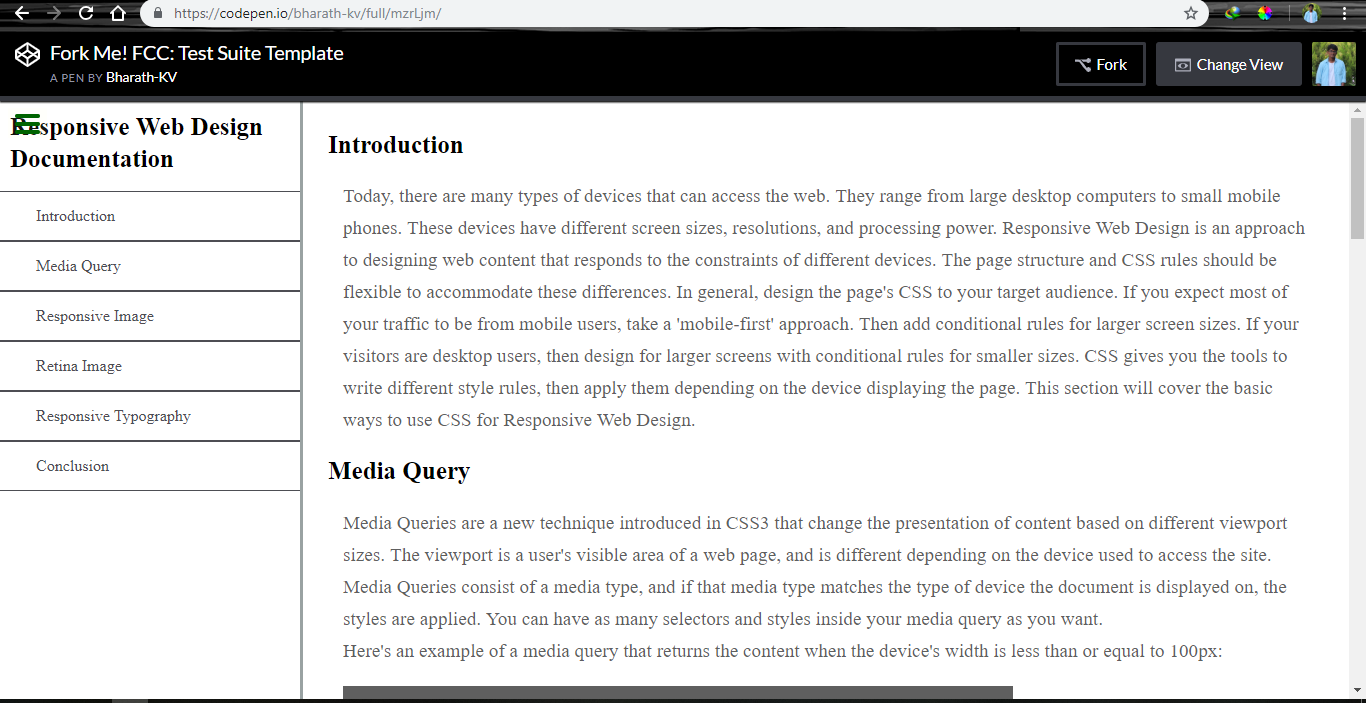 https://codepen.io/bharath-kv/full/mzrLjm/
Fork Me! FCC: Test Suite Template
A PEN BY Bharath-KV
Fork
Change View
Responsive Web Design
Documentation
Introduction
Media Query
Responsive Image
Retina Image
Responsive Typography
Conclusion
Introduction
Today, there are many types of devices that can access the web. They range from large desktop computers to small mobile
phones. These devices have different screen sizes, resolutions, and processing power. Responsive Web Design is an approach
to designing web content that responds to the constraints of different devices. The page structure and CSS rules should be
flexible to accommodate these differences. In general, design the page's CSS to your target audience. If you expect most of
your traffic to be from mobile users, take a 'mobile-first' approach. Then add conditional rules for larger screen sizes. If your
visitors are desktop users, then design for larger screens with conditional rules for smaller sizes. CSS gives you the tools to
write different style rules, then apply them depending on the device displaying the page. This section will cover the basic
ways to use CSS for Responsive Web Design.
Media Query
Media Queries are a new technique introduced in CSS3 that change the presentation of content based on different viewport
sizes. The viewport is a user's visible area of a web page, and is different depending on the device used to access the site.
Media Queries consist of a media type, and if that media type matches the type of device the document is displayed on, the
styles are applied. You can have as many selectors and styles inside your media query as you want.
Here's an example of a media query that returns the content when the device's width is less than or equal to 100px: